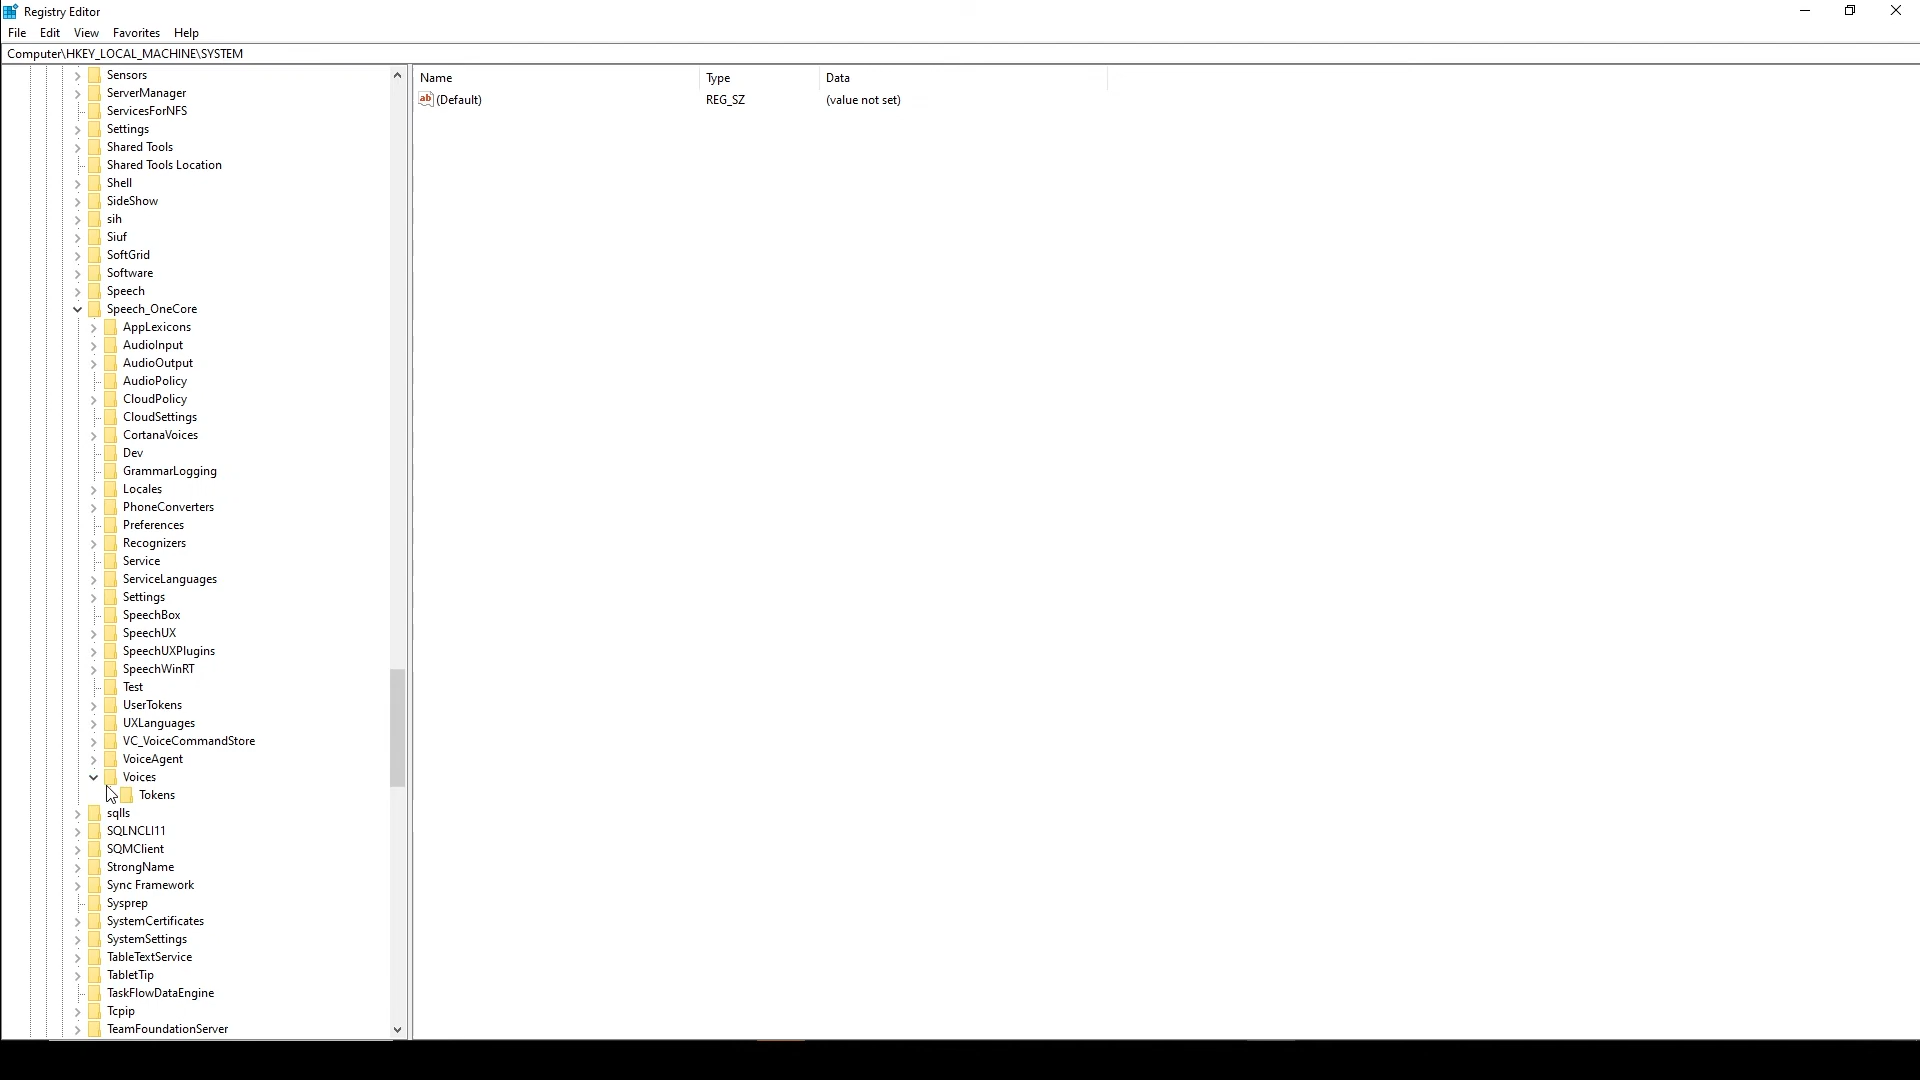 Registry Editor
File Edit View Favorites Help
Computer\HKEY_LOCAL_MACHINE\SYSTEM
Sensors
ServerManager
ServicesForNFS
Settings
Shared Tools
Shared Tools Location
Shell
SideShow
sih
Siuf
SoftGrid
Software
Speech
Speech_OneCore
AppLexicons
AudioInput
AudioOutput
AudioPolicy
CloudPolicy
CloudSettings
CortanaVoices
Dev
GrammarLogging
Locales
PhoneConverters
Preferences
Recognizers
Service
ServiceLanguages
Settings
SpeechBox
SpeechUX
SpeechUXPlugins
SpeechWinRT
Test
UserTokens
UXLanguages
VC_VoiceCommandStore
VoiceAgent
Voices
Tokens
sqlls
SQLNCLI11
SQMClient
StrongName
Sync Framework
Sysprep
SystemCertificates
SystemSettings
TableTextService
TabletTip
TaskFlowDataEngine
Tcpip
TeamFoundationServer
Name Type Data
ab (Default) REG_SZ (value not set)